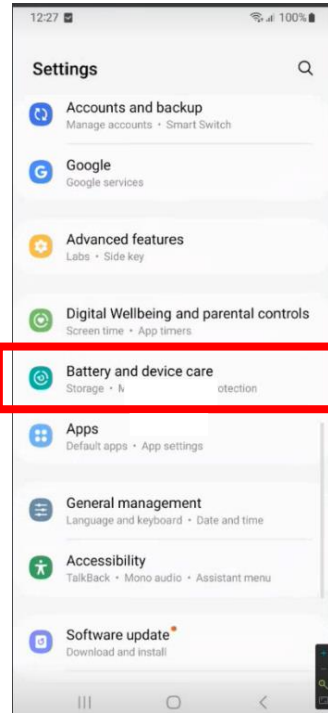 12:27
100%
Settings
Accounts and backup
Manage accounts • Smart Switch
Google
Google services
Advanced features
Labs • Side key
Digital Wellbeing and parental controls
Screen time • App timers
Battery and device care
Storage •
Apps
Default apps • App settings
General management
Language and keyboard • Date and time
Accessibility
TalkBack • Mono audio • Assistant menu
Software update
Download and install